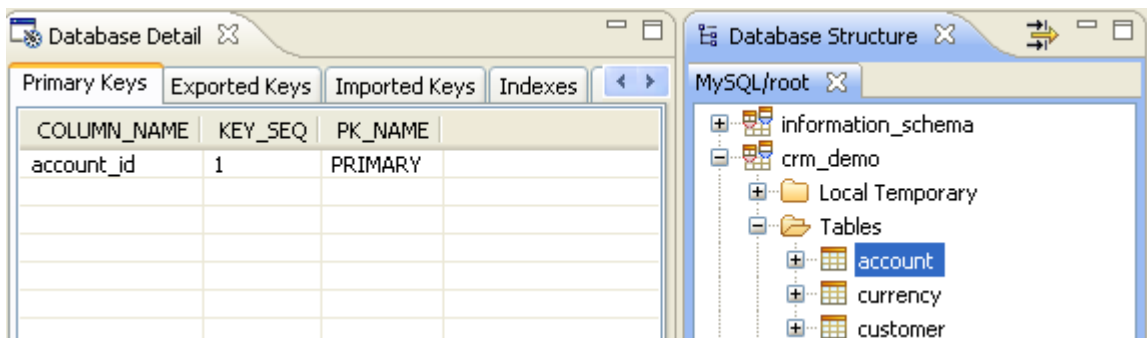 Database Detail
Primary Keys Exported Keys Imported Keys Indexes
COLUMN_NAME KEY_SEQ PK_NAME
account_id 1 PRIMARY
Database Structure
MySQL/root
information_schema
crm_demo
Local Temporary
Tables
account
currency
customer